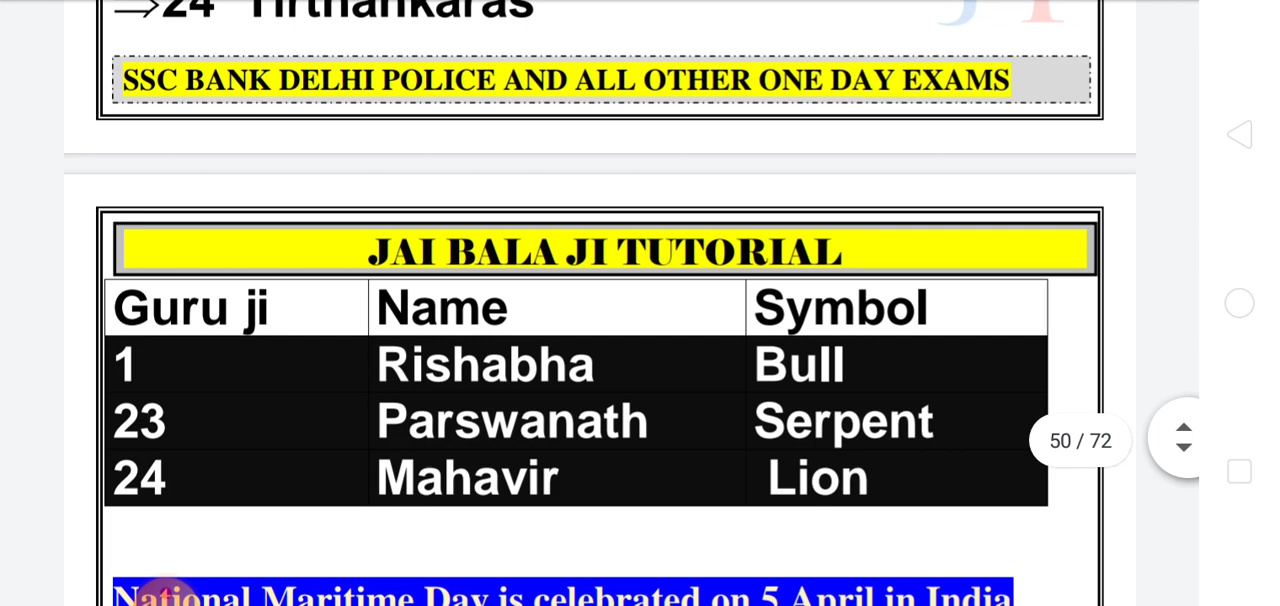 ⇒24 Tirthankaras
SSC BANK DELHI POLICE AND ALL OTHER ONE DAY EXAMS
JAI BALA JI TUTORIAL
Guru ji Name Symbol
1 Rishabha Bull
23 Parswanath Serpent
24 Mahavir Lion
50 / 72
National Maritime Day is celebrated on 5 April in India